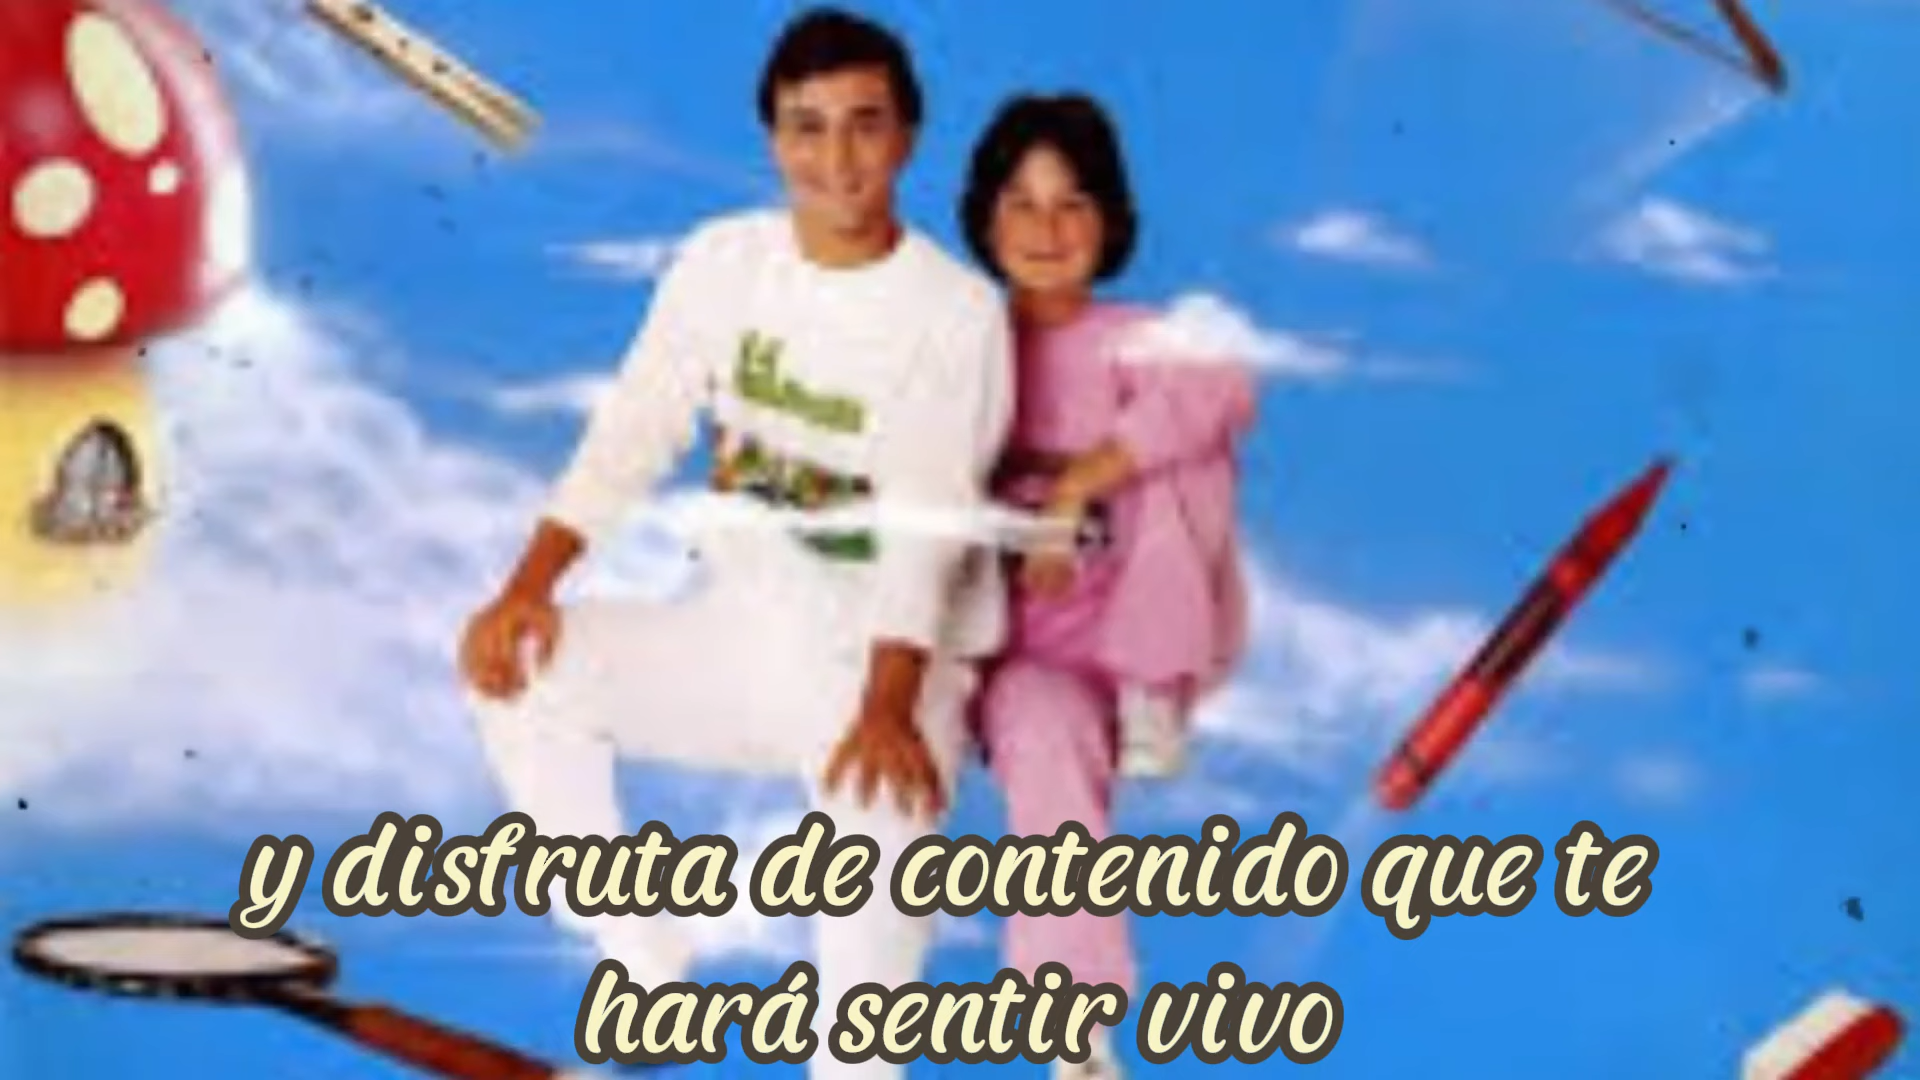 y disfruta de contenido que te
hará sentir vivo